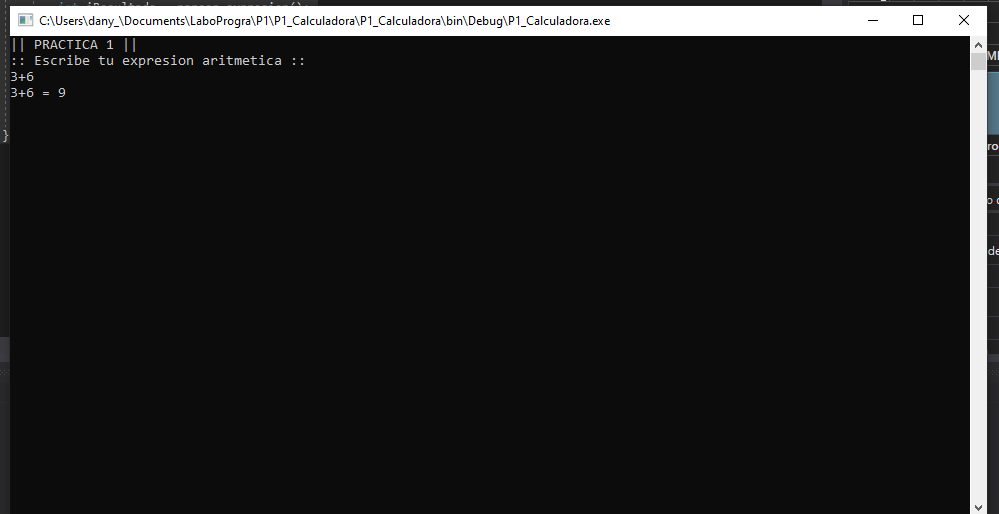 C:\Users\dany_\Documents\LaboProgra\P1\P1_Calculadora\P1_Calculadora\bin\Debug\P1_Calculadora.exe
|| PRACTICA 1 ||
:: Escribe tu expresion aritmetica ::
3+6
3+6 = 9
}